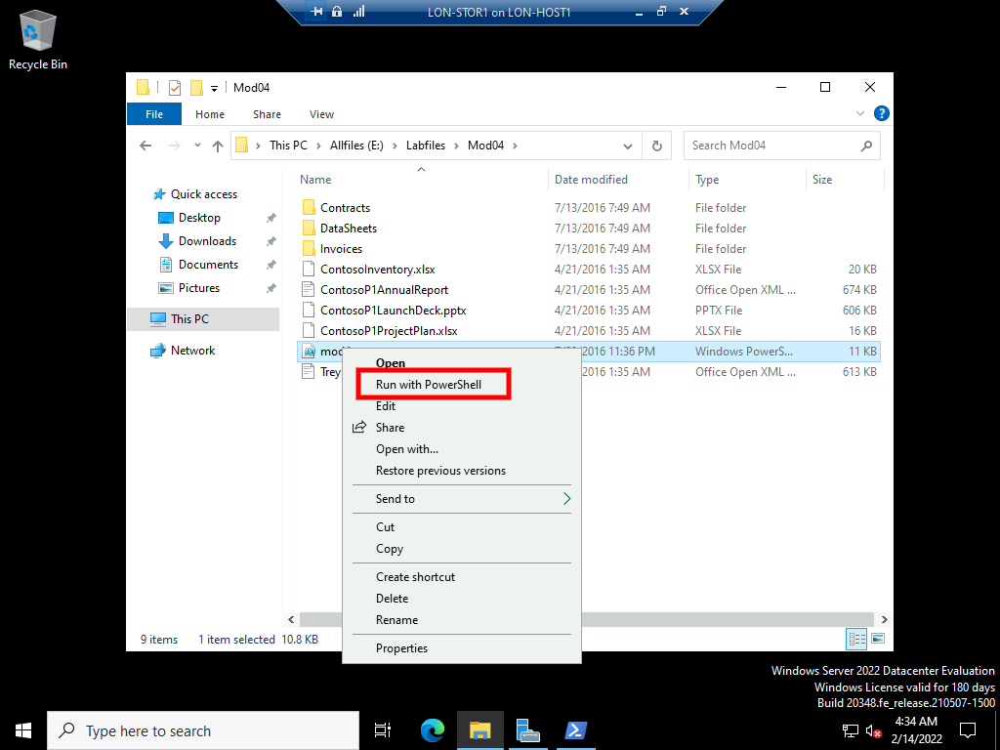 LON-STOR1 on LON-HOST1
Recycle Bin
Mod04
File Home Share View
This PC Allfiles (E:) Labfiles Mod04
Search Mod04
Name Date modified Type Size
Quick access
Desktop
Downloads
Documents
Pictures
This PC
Network
Contracts 7/13/2016 7:49 AM File folder
DataSheets 7/13/2016 7:49 AM File folder
Invoices 7/13/2016 7:49 AM File folder
ContosoInventory.xlsx 4/21/2016 1:35 AM XLSX File 20 KB
ContosoP1AnnualReport 4/21/2016 1:35 AM Office Open XML ... 674 KB
ContosoP1LaunchDeck.pptx 4/21/2016 1:35 AM PPTX File 606 KB
ContosoP1ProjectPlan.xlsx 4/21/2016 1:35 AM XLSX File 16 KB
2016 11:36 PM Windows PowerS... 11 KB
Trey 2016 1:35 AM Office Open XML ... 613 KB
Open
Run with PowerShell
Edit
Share
Open with...
Restore previous versions
Send to
Cut
Copy
Create shortcut
Delete
Rename
Properties
9 items 1 item selected 10.8 KB
Windows Server 2022 Datacenter Evaluation
Windows License valid for 180 days
Build 20348.fe_release.210507-1500
Type here to search
4:34 AM
2/14/2022